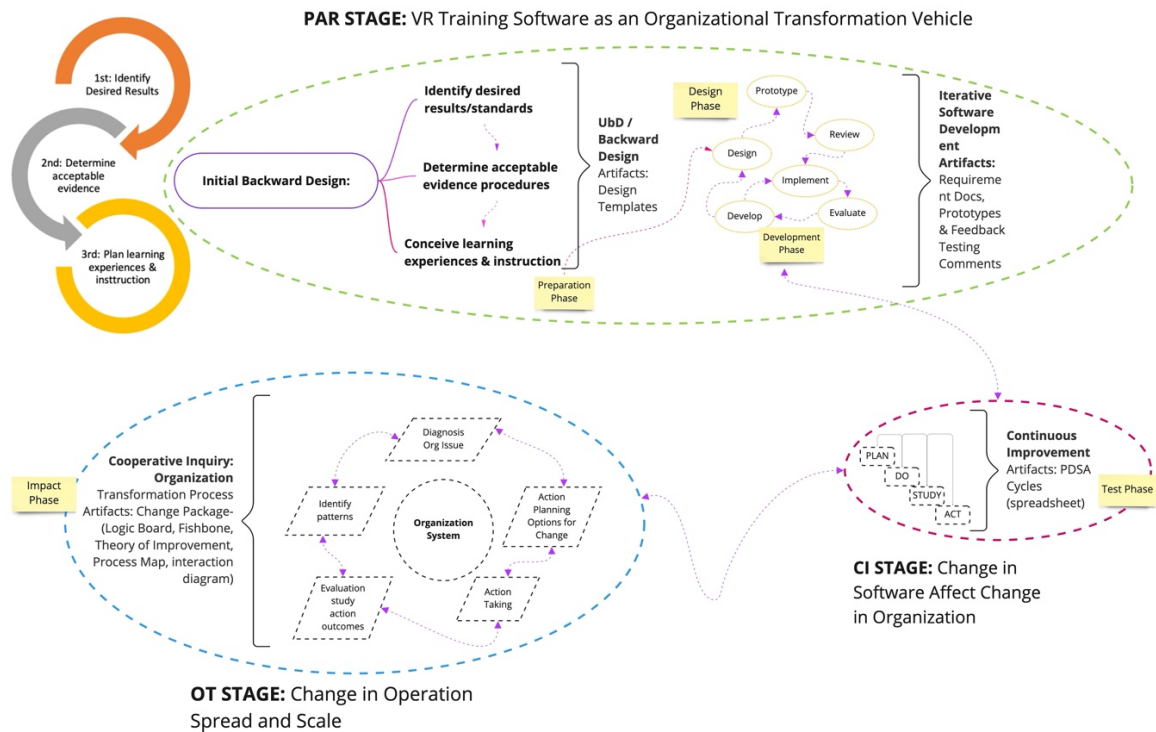 PAR STAGE: VR Training Software as an Organizational Transformation Vehicle
1st: Identify
Desired Results
2nd: Determine
acceptable
evidence
3rd: Plan learning
experiences &
insttruction
Initial Backward Design:
Identify desired
results/standards
Determine acceptable
evidence procedures
Conceive learning
experiences & instruction
UbD /
Backward
Design
Artifacts:
Design
Templates
Preparation
Phase
Design
Phase
Prototype
Review
Design
Implement
Develop
Evaluate
Development
Phase
Iterative
Software
Developm
ent
Artifacts:
Requireme
nt Docs,
Prototypes
& Feedback
Testing
Comments
Impact
Phase
Cooperative Inquiry:
Organization
Transformation Process
Artifacts: Change Package-
(Logic Board, Fishbone,
Theory of Improvement,
Process Map, interaction
diagram)
Diagnosis
Org Issue
Identify
patterns
Organization
System
Action
Planning
Options for
Change
Evaluation
study
action
outcomes
Action
Taking
OT STAGE: Change in Operation
Spread and Scale
PLAN
DO
STUDY
ACT
Continuous
Improvement
Artifacts: PDSA
Cycles
(spreadsheet)
Test Phase
CI STAGE: Change in
Software Affect Change
in Organization